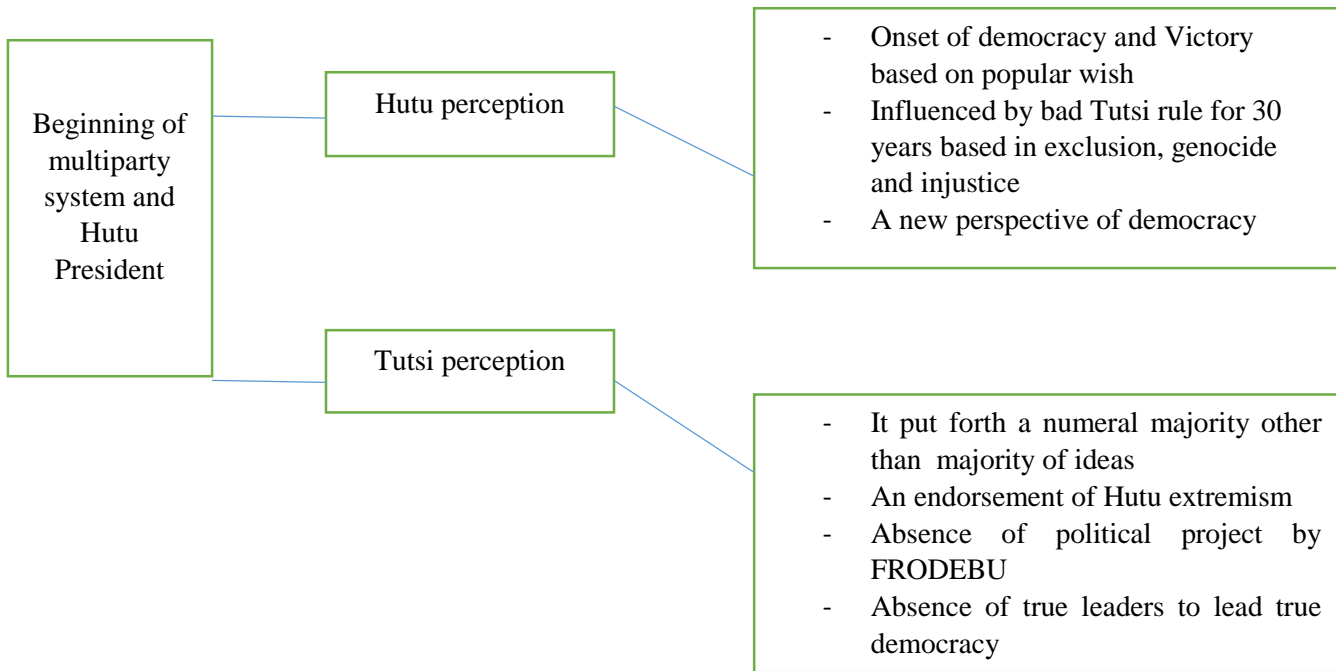 Beginning of
multiparty
system and
Hutu
President
Hutu perception
- Onset of democracy and Victory
based on popular wish
- Influenced by bad Tutsi rule for 30
years based in exclusion, genocide
and injustice
- A new perspective of democracy
Tutsi perception
- It put forth a numeral majority other
than majority of ideas
- An endorsement of Hutu extremism
- Absence of political project by
FRODEBU
- Absence of true leaders to lead true
democracy